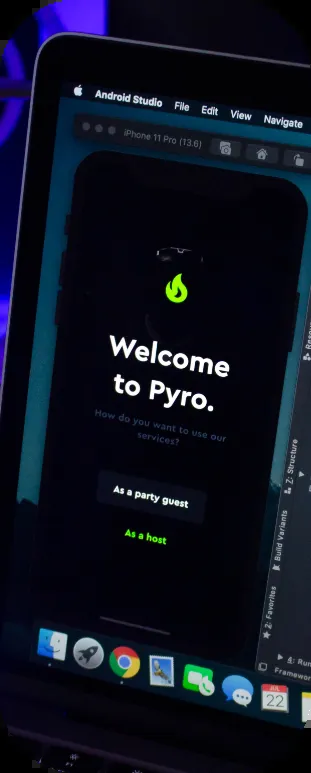 Android Studio File Edit View Navigate
iPhone 11 Pro (13.6)
Welcome
to Pyro.
How do you want to use our
services?
As a party guest
As a host
Z: Structure
Build Variants
2: Favorites
4: Run
JUL
22